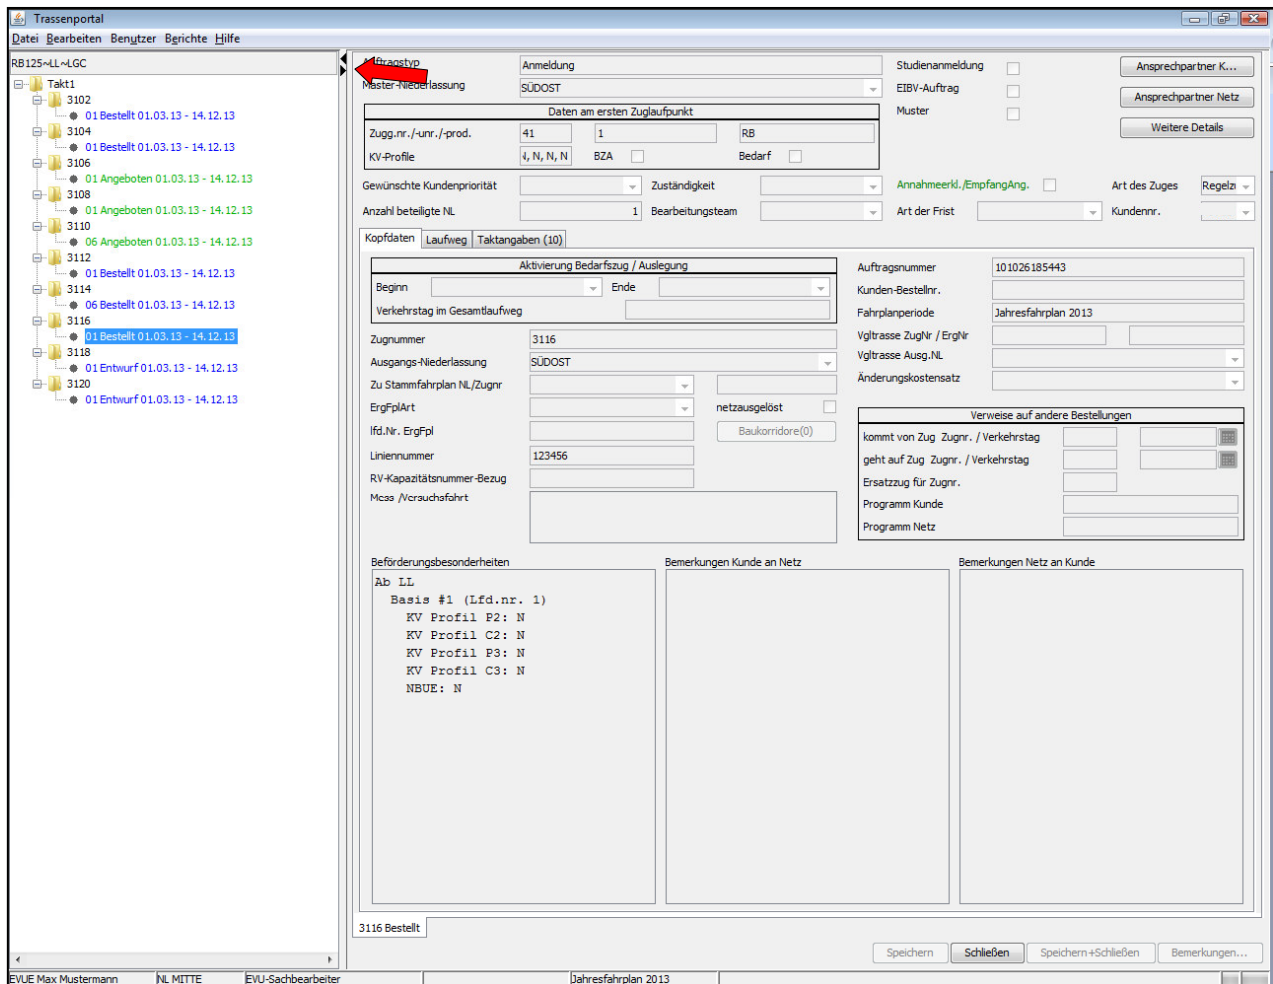 Trassenportal
Datei Bearbeiten Benutzer Berichte Hilfe
RB125~LL~LGC
Takt1
3102
01 Bestellt 01.03.13 - 14.12.13
3104
01 Bestellt 01.03.13 - 14.12.13
3106
01 Angeboten 01.03.13 - 14.12.13
3108
01 Angeboten 01.03.13 - 14.12.13
3110
06 Angeboten 01.03.13 - 14.12.13
3112
01 Bestellt 01.03.13 - 14.12.13
3114
06 Bestellt 01.03.13 - 14.12.13
3116
01 Bestellt 01.03.13 - 14.12.13
3118
01 Entwurf 01.03.13 - 14.12.13
3120
01 Entwurf 01.03.13 - 14.12.13
Auftragstyp Anmeldung
Master-Niederlassung SÜDOST
Studienanmeldung
EIBV-Auftrag
Muster
Ansprechpartner K...
Ansprechpartner Netz
Weitere Details
Daten am ersten Zuglaufpunkt
Zugg.nr./-unr./-prod. 41 1 RB
KV-Profile N, N, N BZA Bedarf
Gewünschte Kundenpriorität Zuständigkeit Annahmeerkl./EmpfangAng. Art des Zuges Regelz
Anzahl beteiligte NL 1 Bearbeitungsteam Art der Frist Kundennr.
Kopfdaten Laufweg Taktangaben (10)
Aktivierung Bedarfszug / Auslegung
Beginn Ende
Verkehrstag im Gesamtlaufweg
Zugnummer 3116
Ausgangs-Niederlassung SÜDOST
Zu Stammfahrplan NL/Zugnr
ErgFplArt netzausgelöst
lfd.Nr. ErgFpl Baukorridore(0)
Liniennummer 123456
RV-Kapazitätsnummer-Bezug
Mess /Versuchsfahrt
Auftragsnummer 101026185443
Kunden-Bestellnr.
Fahrplanperiode Jahresfahrplan 2013
Vgltrasse ZugNr / ErgNr
Vgltrasse Ausg.NL
Änderungskostensatz
Verweise auf andere Bestellungen
kommt von Zug Zugnr. / Verkehrstag
geht auf Zug Zugnr. / Verkehrstag
Ersatzzug für Zugnr.
Programm Kunde
Programm Netz
Beförderungsbesonderheiten Bemerkungen Kunde an Netz Bemerkungen Netz an Kunde
Ab LL
Basis #1 (Lfd.nr. 1)
KV Profil P2: N
KV Profil C2: N
KV Profil P3: N
KV Profil C3: N
NBUE: N
3116 Bestellt
Speichern Schließen Speichern+Schließen Bemerkungen...
EVUE Max Mustermann NL MITTE EVU-Sachbearbeiter Jahresfahrplan 2013